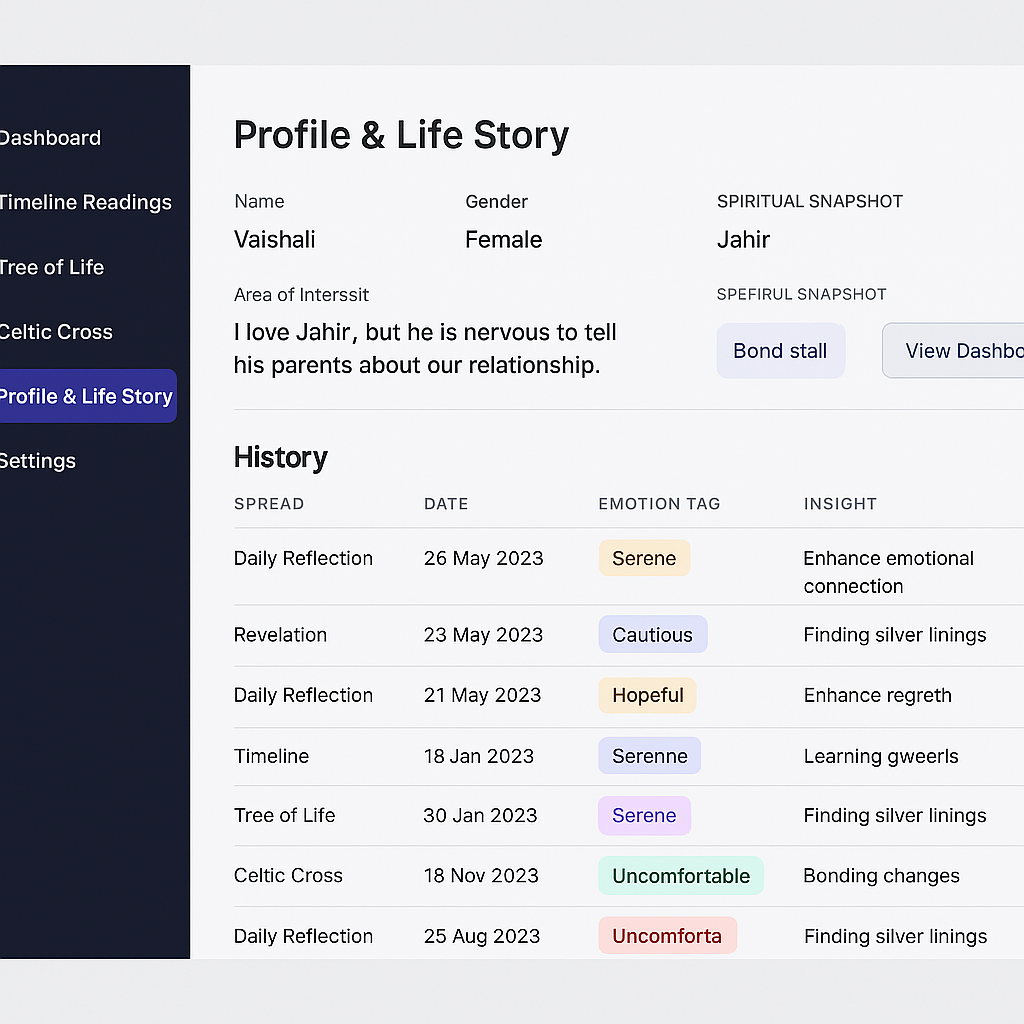 Dashboard
Timeline Readings
Tree of Life
Celtic Cross
Profile & Life Story
Settings
Profile & Life Story
Name
Gender
SPIRITUAL SNAPSHOT
Vaishali
Female
Jahir
Area of Interssit
SPEFIRUL SNAPSHOT
I love Jahir, but he is nervous to tell
his parents about our relationship.
Bond stall
View Dashbo
History
SPREAD DATE EMOTION TAG INSIGHT
Daily Reflection 26 May 2023 Serene Enhance emotional
connection
Revelation 23 May 2023 Cautious Finding silver linings
Daily Reflection 21 May 2023 Hopeful Enhance regreth
Timeline 18 Jan 2023 Serenne Learning gweerls
Tree of Life 30 Jan 2023 Serene Finding silver linings
Celtic Cross 18 Nov 2023 Uncomfortable Bonding changes
Daily Reflection 25 Aug 2023 Uncomforta Finding silver linings